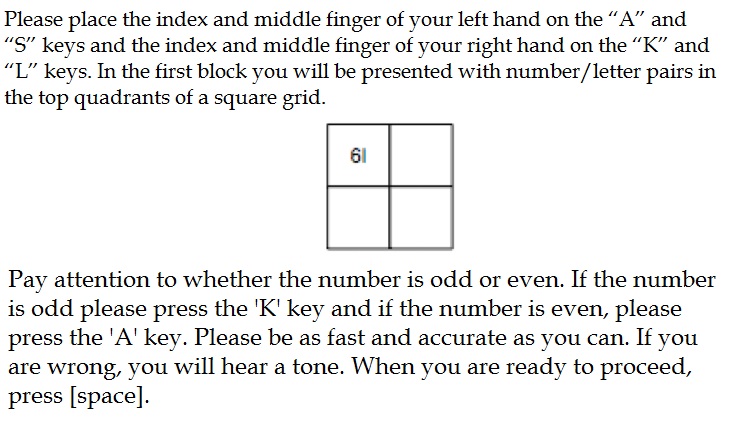 Please place the index and middle finger of your left hand on the “A” and
“S” keys and the index and middle finger of your right hand on the “K” and
“L” keys. In the first block you will be presented with number/letter pairs in
the top quadrants of a square grid.
6I
Pay attention to whether the number is odd or even. If the number
is odd please press the 'K' key and if the number is even, please
press the 'A' key. Please be as fast and accurate as you can. If you
are wrong, you will hear a tone. When you are ready to proceed,
press [space].